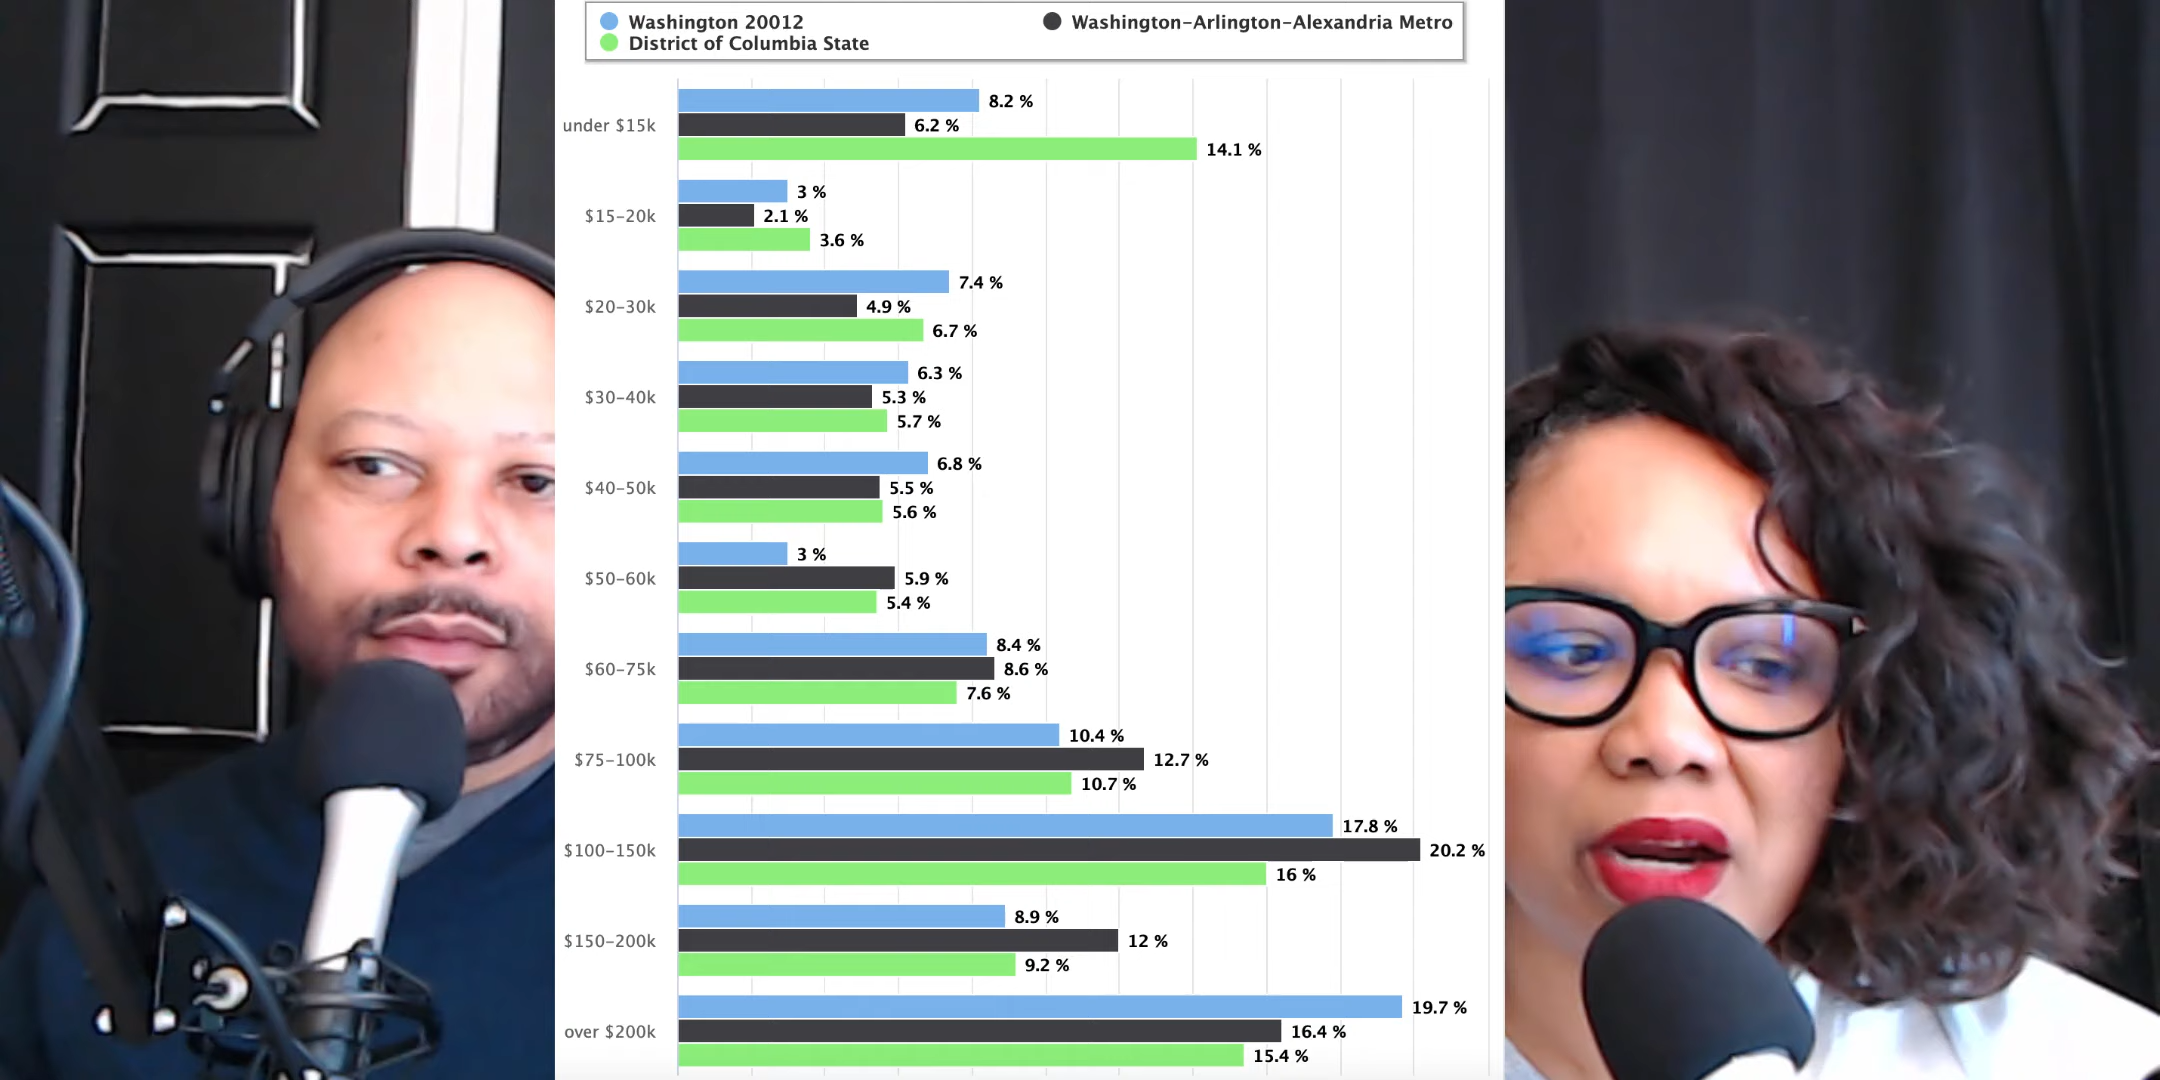 Washington 20012
Washington-Arlington-Alexandria Metro
District of Columbia State
under $15k
8.2 %
6.2 %
14.1 %
$15-20k
3 %
2.1 %
3.6 %
$20-30k
7.4 %
4.9 %
6.7 %
$30-40k
6.3 %
5.3 %
5.7 %
$40-50k
6.8 %
5.5 %
5.6 %
$50-60k
3 %
5.9 %
5.4 %
$60-75k
8.4 %
8.6 %
7.6 %
$75-100k
10.4 %
12.7 %
10.7 %
$100-150k
17.8 %
20.2 %
16 %
$150-200k
8.9 %
12 %
9.2 %
over $200k
19.7 %
16.4 %
15.4 %